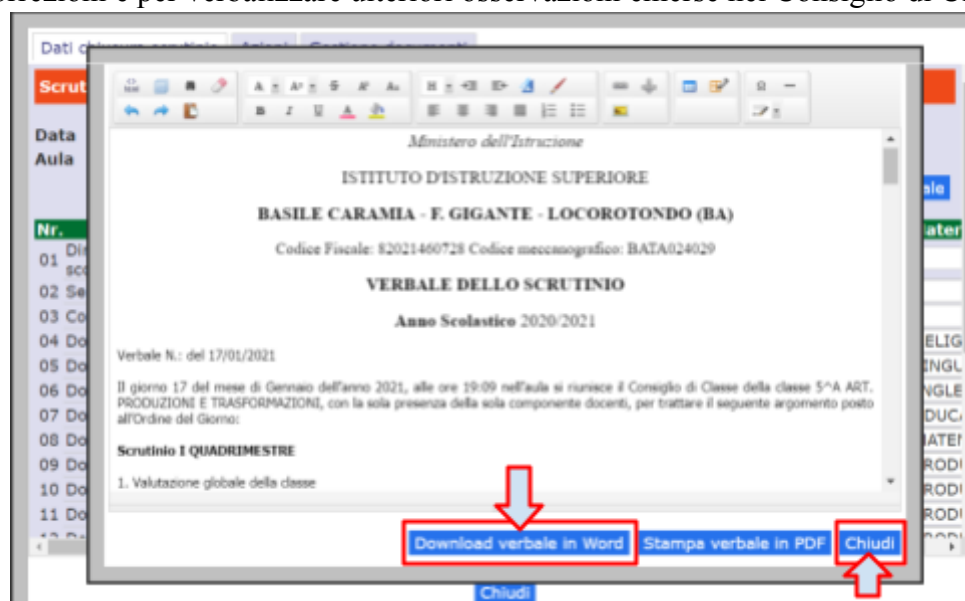 Dati
Scrut
Data
Aula
ale
Nr.
01
02 Se
03 Co
04 Do
05 Do
06 Do
07 Do
08 Do
09 Do
10 Do
11 Do
Ministero dell'Istruzione
ISTITUTO D'ISTRUZIONE SUPERIORE
BASILE CARAMIA - F. GIGANTE - LOCOROTONDO (BA)
Codice Fiscale: 82021460728 Codice meccanografico: BATA024029
VERBALE DELLO SCRUTINIO
Anno Scolastico 2020/2021
Verbale N.: del 17/01/2021
Il giorno 17 del mese di Gennaio dell'anno 2021, alle ore 19:09 nell'aula si riunisce il Consiglio di Classe della classe 5^A ART.
PRODUZIONI E TRASFORMAZIONI, con la sola presenza della sola componente docenti, per trattare il seguente argomento posto
all'Ordine del Giorno:
Scrutinio I QUADRIMESTRE
1. Valutazione globale della classe
Download verbale in Word Stampa verbale in PDF Chiudi
Chiudi